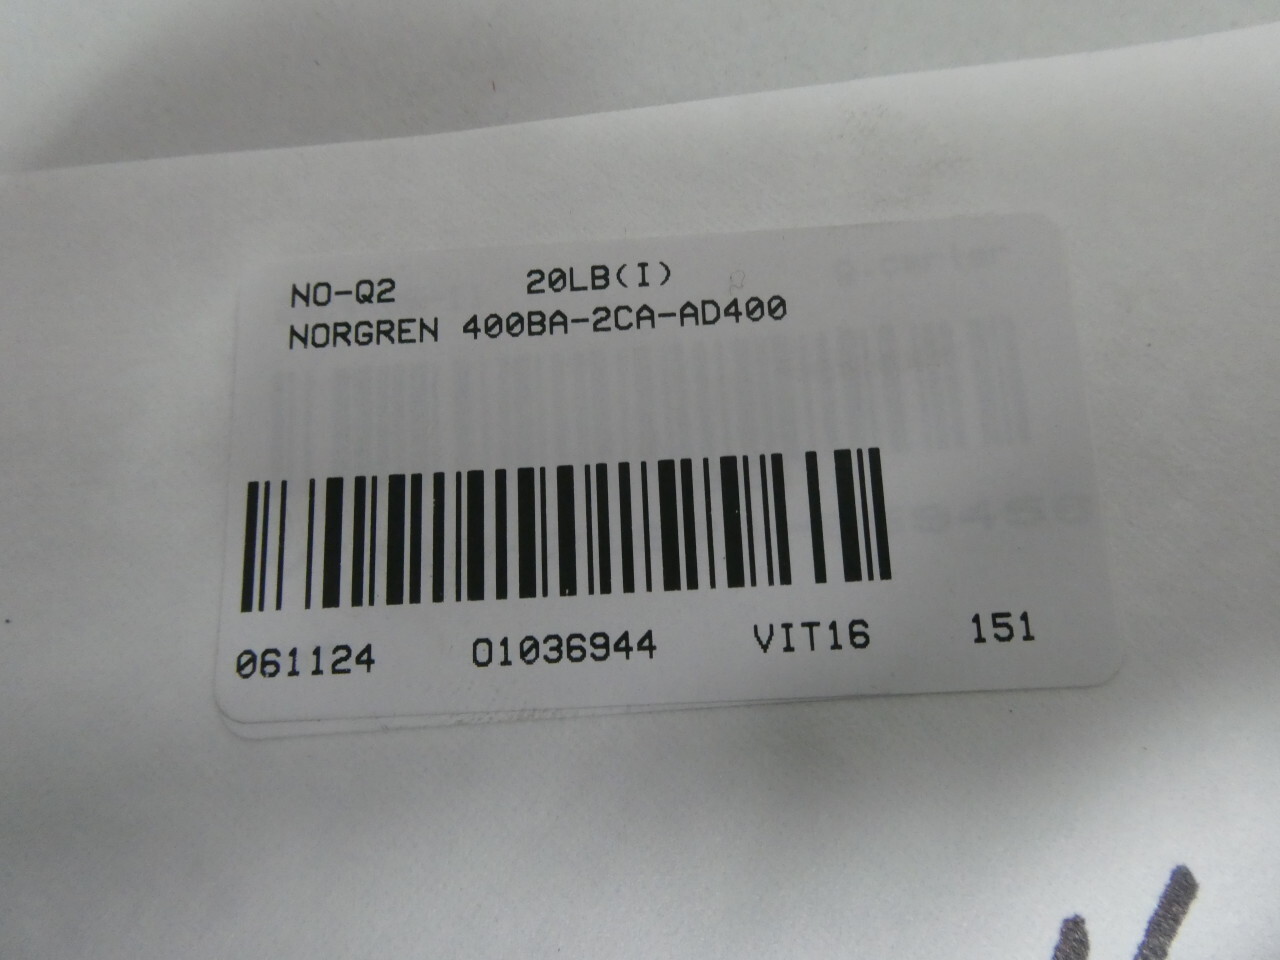 NO-Q2 20LB(I)
NORGREN 400BA-2CA-AD400
061124 01036944 VIT16 151